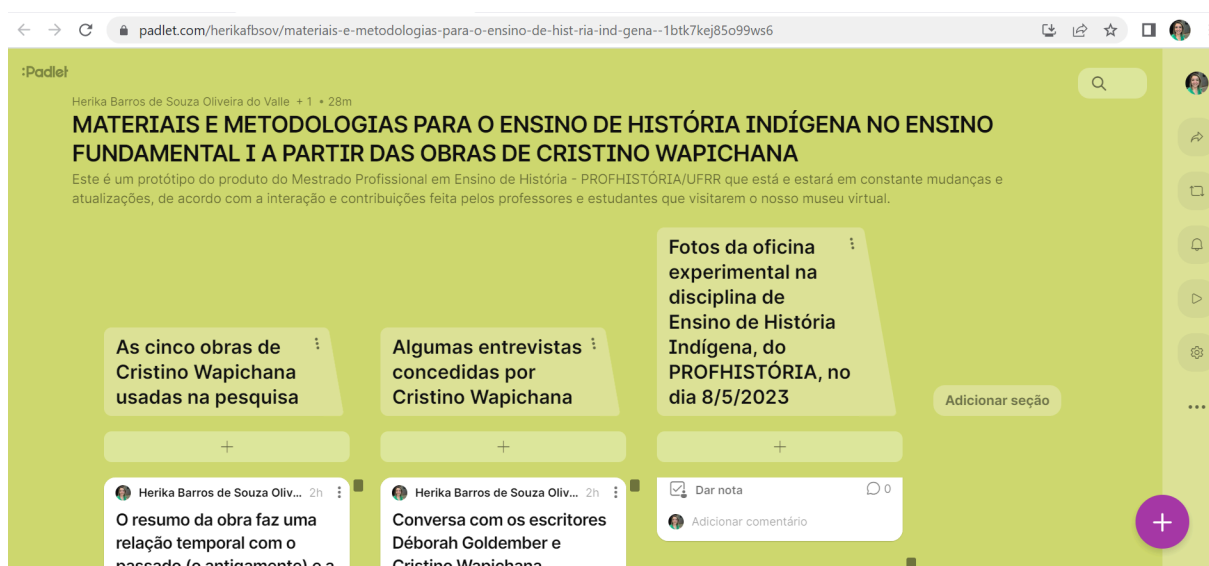 padlet.com/herikafbsov/materiais-e-metodologias-para-o-ensino-de-hist-ria-ind-gena--1btk7kej85o99ws6
:Padlet
Herika Barros de Souza Oliveira do Valle +1 • 28m
MATERIAIS E METODOLOGIAS PARA O ENSINO DE HISTÓRIA INDÍGENA NO ENSINO
FUNDAMENTAL I A PARTIR DAS OBRAS DE CRISTINO WAPICHANA
Este é um protótipo do produto do Mestrado Profissional em Ensino de História - PROFHISTÓRIA/UFRR que está e estará em constante mudanças e
atualizações, de acordo com a interação e contribuições feita pelos professores e estudantes que visitarem o nosso museu virtual.
As cinco obras de
Cristino Wapichana
usadas na pesquisa
Algumas entrevistas
concedidas por
Cristino Wapichana
Fotos da oficina
experimental na
disciplina de
Ensino de História
Indígena, do
PROFHISTÓRIA, no
dia 8/5/2023
Adicionar seção
Herika Barros de Souza Oliv... 2h
O resumo da obra faz uma
relação temporal com o
passado (o antigamente) e a
Herika Barros de Souza Oliv... 2h
Conversa com os escritores
Déborah Goldember e
Cristino Wapichana
Dar nota
0
Adicionar comentário